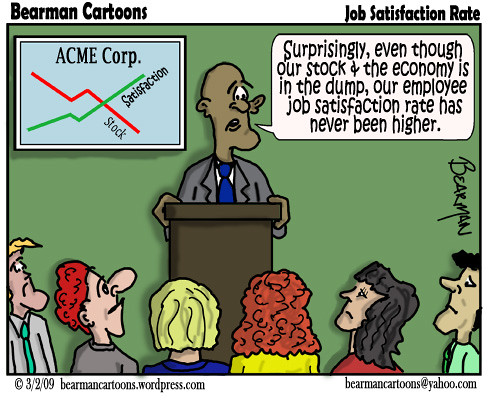 Bearman Cartoons
Job Satisfaction Rate
ACME Corp.
Satisfaction
Stock
Surprisingly, even though
our stock & the economy is
in the dump, our employee
job satisfaction rate has
never been higher.
BEARMAN
© 3/2/09 bearmancartoons.wordpress.com
bearmancartoons@yahoo.com